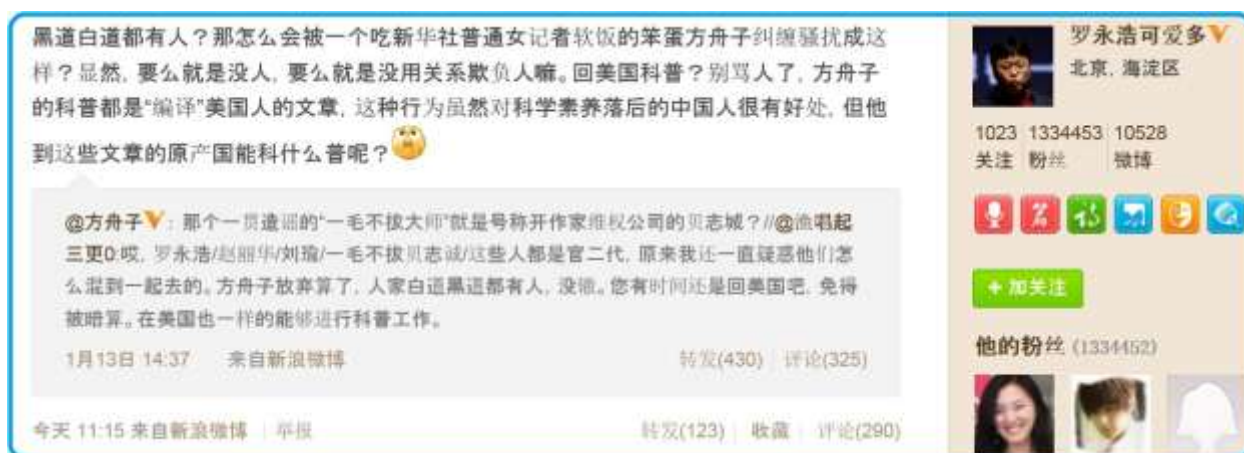 黑道白道都有人？那怎么会被一个吃新华社普通女记者软饭的笨蛋方舟子纠缠骚扰成这
样？显然, 要么就是没人, 要么就是没用关系欺负人嘛。回美国科普？别骂人了, 方舟子
的科普都是“编译”美国人的文章, 这种行为虽然对科学素养落后的中国人很有好处, 但他
到这些文章的原产国能科什么普呢？
@方舟子：那个一贯造谣的“一毛不拔大师”就是号称开作家维权公司的贝志城？//@渔唱起
三更0:哎, 罗永浩/赵丽华/刘瑜/一毛不拔贝志诚/这些人都是官二代, 原来我还一直疑惑他们怎
么混到一起去的。方舟子放弃算了, 人家白道黑道都有人, 没辙。您有时间还是回美国吧, 免得
被暗算。在美国也一样的能够进行科普工作。
1月13日 14:37 来自新浪微博 转发(430) 评论(325)
今天 11:15 来自新浪微博 | 举报 转发(123) | 收藏 | 评论(290)
罗永浩可爱多
北京, 海淀区
1023 1334453 10528
关注 粉丝 微博
+ 加关注
他的粉丝 (1334452)